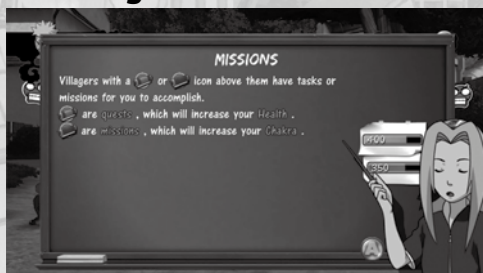 MISSIONS
Villagers with a or icon above them have tasks or
missions for you to accomplish.
are quests , which will increase your Health .
are missions , which will increase your Chakra .
400
350
A